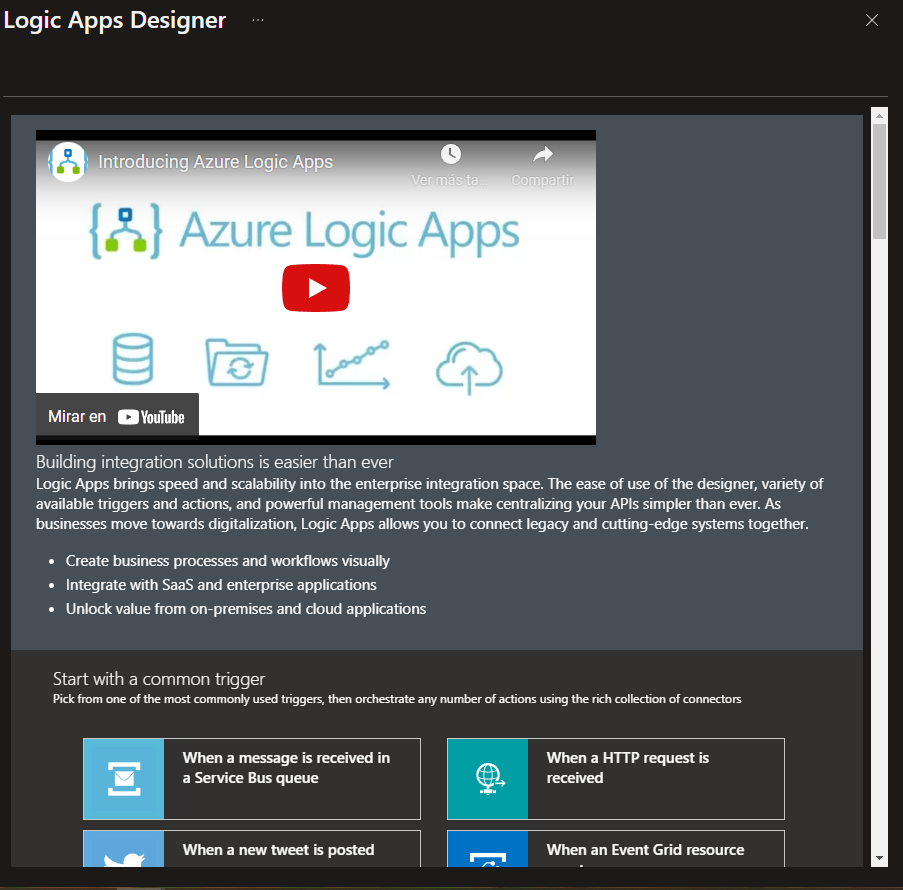 Logic Apps Designer ...
Introducing Azure Logic Apps
Ver más ta...
Compartir
Azure Logic Apps
Mirar en YouTube
Building integration solutions is easier than ever
Logic Apps brings speed and scalability into the enterprise integration space. The ease of use of the designer, variety of
available triggers and actions, and powerful management tools make centralizing your APIs simpler than ever. As
businesses move towards digitalization, Logic Apps allows you to connect legacy and cutting-edge systems together.
• Create business processes and workflows visually
• Integrate with SaaS and enterprise applications
• Unlock value from on-premises and cloud applications
Start with a common trigger
Pick from one of the most commonly used triggers, then orchestrate any number of actions using the rich collection of connectors
When a message is received in
a Service Bus queue
When a HTTP request is
received
When a new tweet is posted
When an Event Grid resource